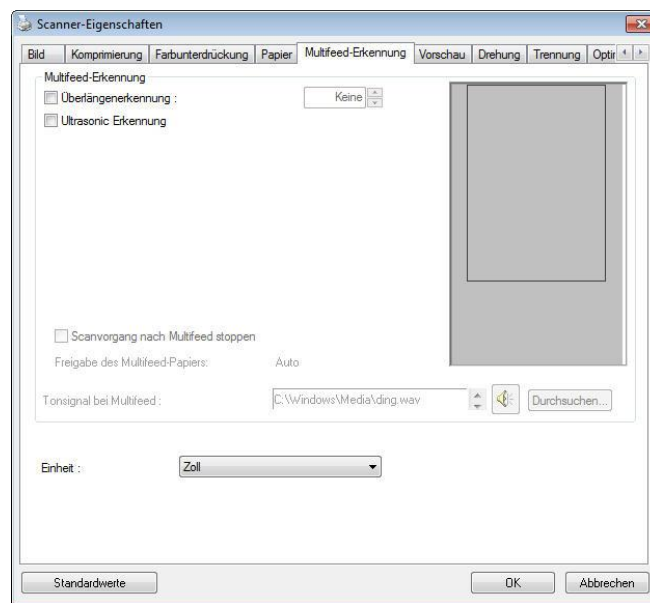 Scanner-Eigenschaften
Bild Komprimierung Farbunterdrückung Papier Multifeed-Erkennung Vorschau Drehung Trennung Optir
Multifeed-Erkennung
Überlängenerkennung : Keine
Ultrasonic Erkennung
Scanvorgang nach Multifeed stoppen
Freigabe des Multifeed-Papiers: Auto
Tonsignal bei Multifeed : C:\Windows\Media\ding.wav Durchsuchen...
Einheit : Zoll
Standardwerte OK Abbrechen